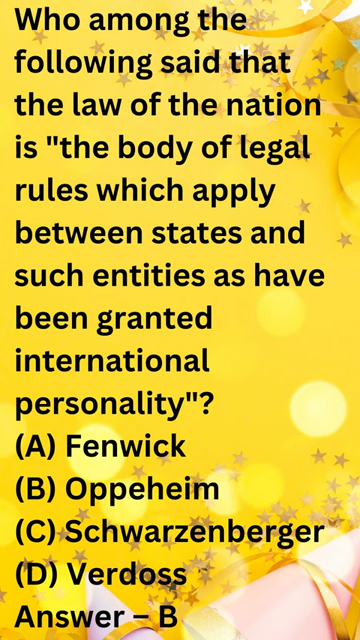 Who among the
following said that
the law of the nation
is "the body of legal
rules which apply
between states and
such entities as have
been granted
international
personality"?
(A) Fenwick
(B) Oppeheim
(C) Schwarzenberger
(D) Verdoss
Answer – B